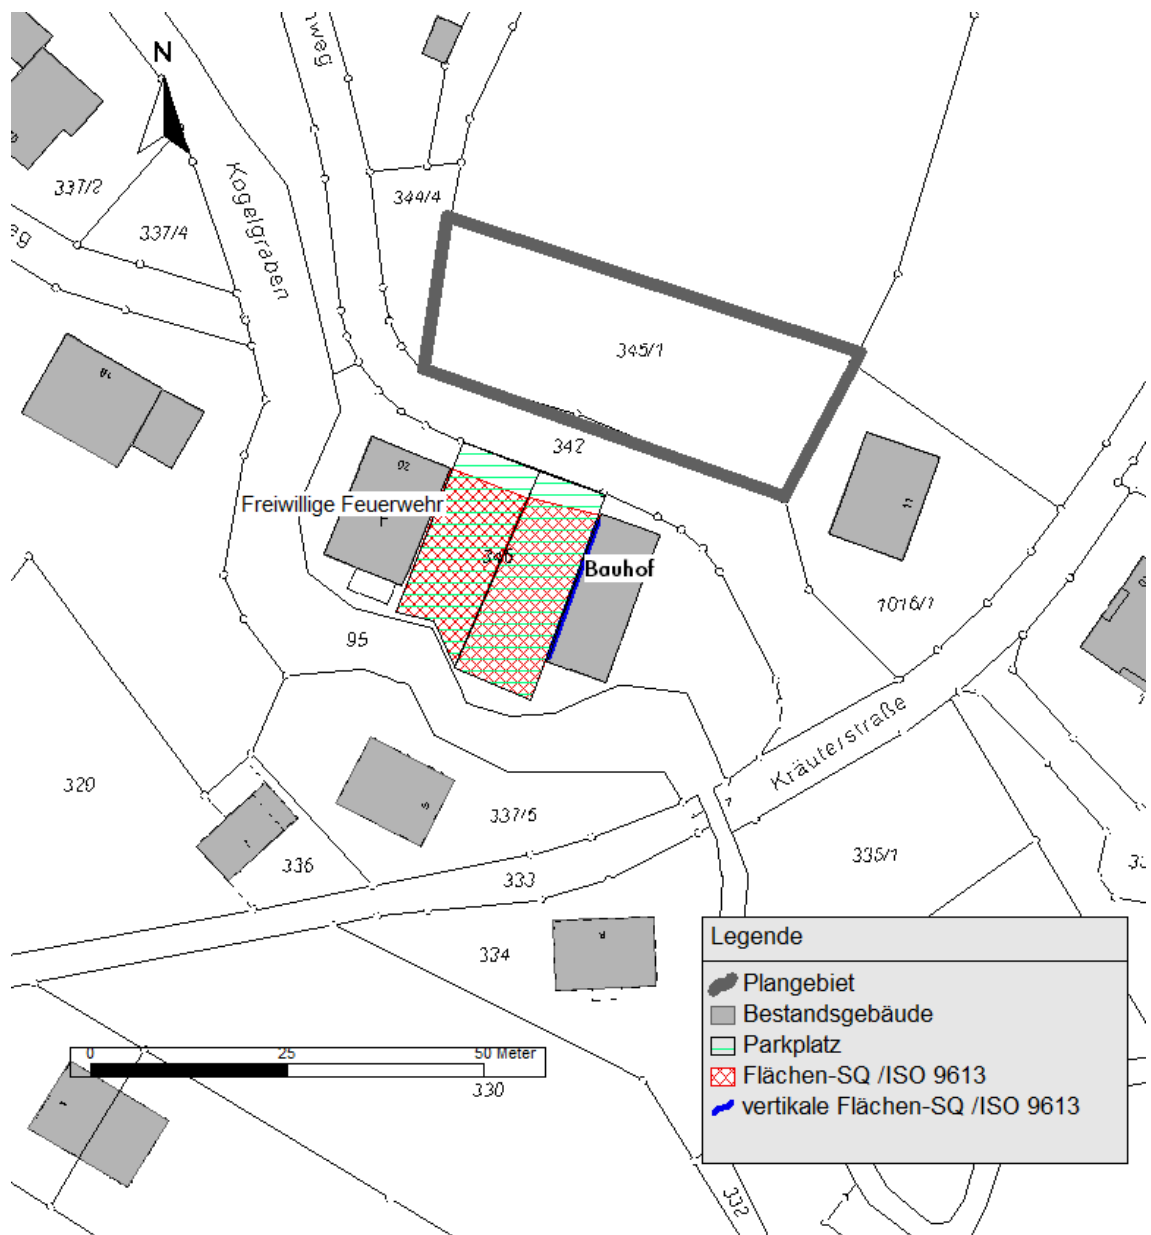 N
337/2
337/4
Kogelgraben
344/4
345/1
342
Freiwillige Feuerwehr
Bauhof
95
1016/1
Kräuterstraße
329
337/6
336
333
335/1
334
Legende
Plangebiet
Bestandsgebäude
Parkplatz
Flächen-SQ /ISO 9613
vertikale Flächen-SQ /ISO 9613
0 25 50 Meter
330
332